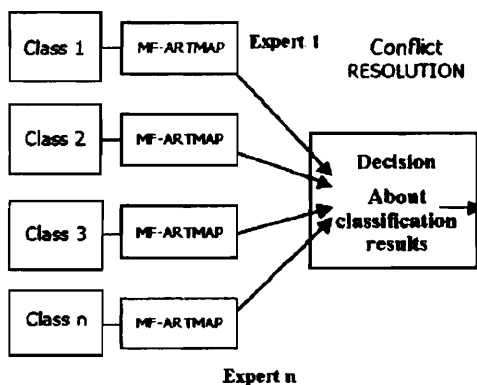 Class 1
MF-ARTMAP
Expert 1
Conflict
RESOLUTION
Class 2
MF-ARTMAP
Decision
About
classification
results
Class 3
MF-ARTMAP
Class n
MF-ARTMAP
Expert n